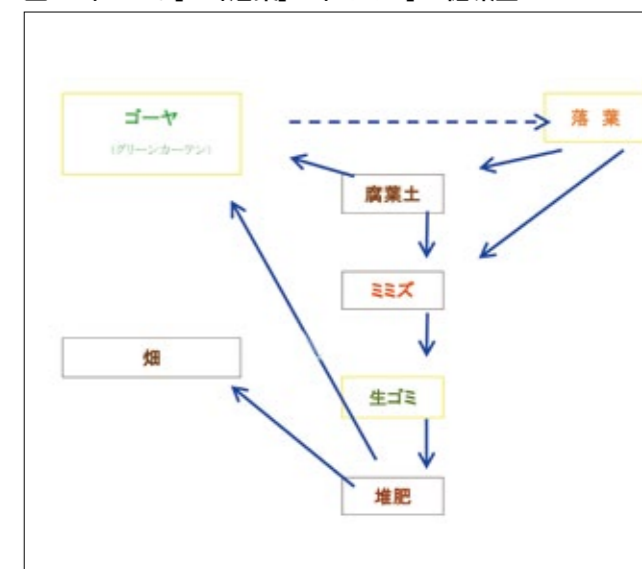 ゴーヤ
(グリーンカーテン)
落 葉
腐葉土
ミミズ
畑
生ゴミ
堆肥